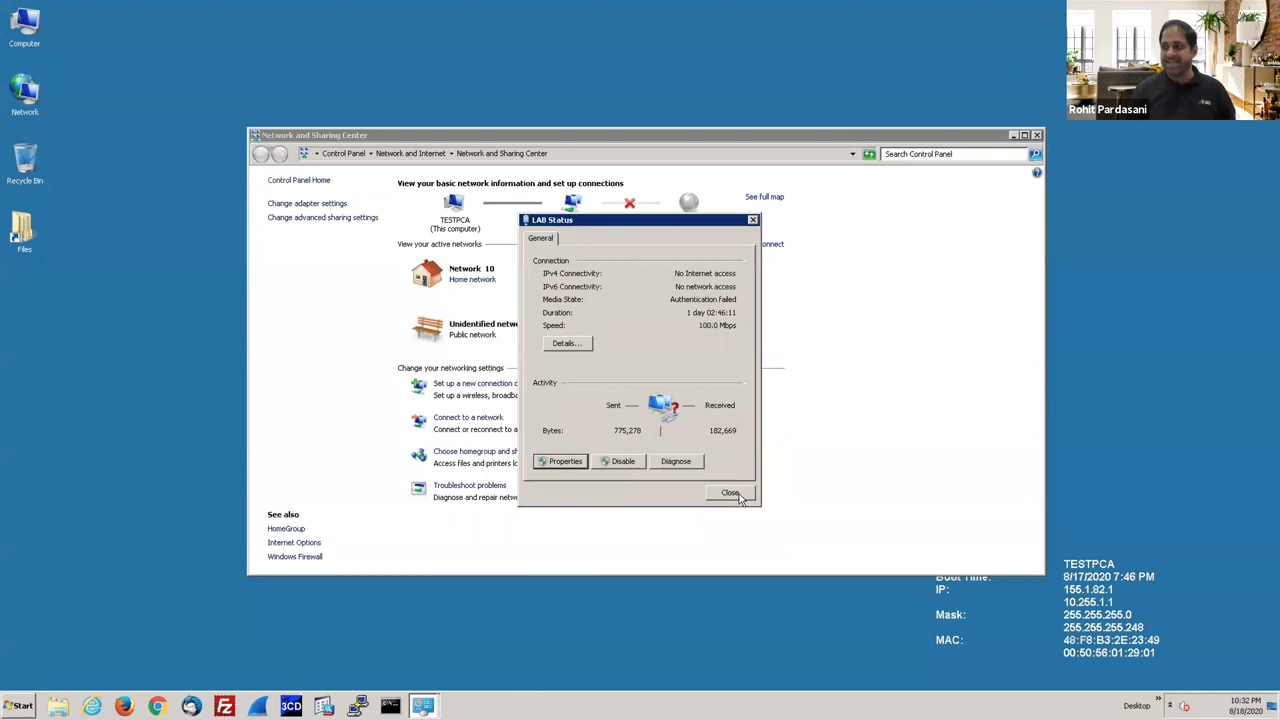 Computer
Network
Recycle Bin
Files
Rohit Pardasani
Network and Sharing Center
Control Panel
Network and Internet
Network and Sharing Center
Search Control Panel
Control Panel Home
Change adapter settings
Change advanced sharing settings
View your basic network information and set up connections
TESTPCA
(This computer)
See full map
View your active networks
onnect
Network 10
Home network
Unidentified netwo
Public network
Change your networking settings
Set up a new connection o
Set up a wireless, broadba
Connect to a network
Connect or reconnect to a
Choose homegroup and sh
Access files and printers lo
Troubleshoot problems
Diagnose and repair netwo
See also
HomeGroup
Internet Options
Windows Firewall
LAB Status
General
Connection
IPv4 Connectivity: No Internet access
IPv6 Connectivity: No network access
Media State: Authentication failed
Duration: 1 day 02:46:11
Speed: 100.0 Mbps
Details...
Activity
Sent Received
Bytes: 775,278 182,669
Properties Disable Diagnose
Close
TESTPCA
Boot Time: 8/17/2020 7:46 PM
IP: 155.1.82.1
10.255.1.1
Mask: 255.255.255.0
255.255.255.248
MAC: 48:F8:B3:2E:23:49
00:50:56:01:29:01
Start
3CD
Desktop
10:32 PM
8/18/2020